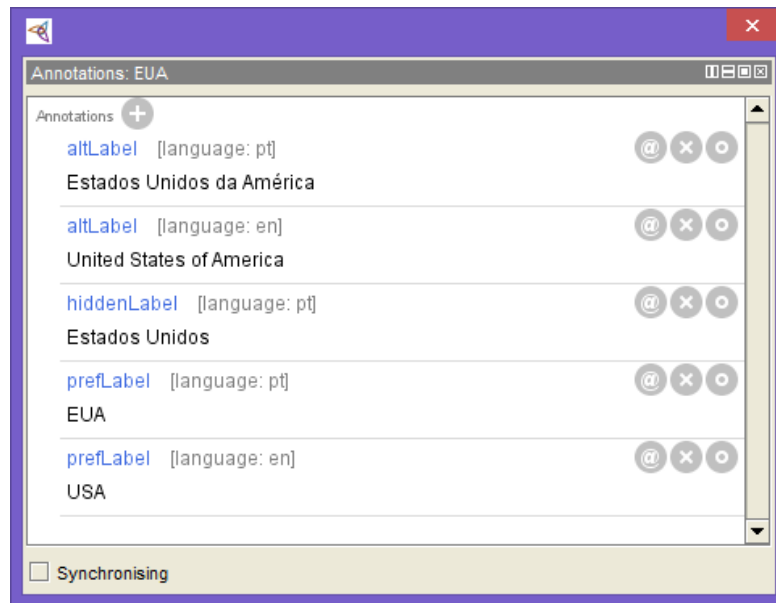 Annotations: EUA
Annotations
altLabel [language: pt]
Estados Unidos da América
altLabel [language: en]
United States of America
hiddenLabel [language: pt]
Estados Unidos
prefLabel [language: pt]
EUA
prefLabel [language: en]
USA
Synchronising